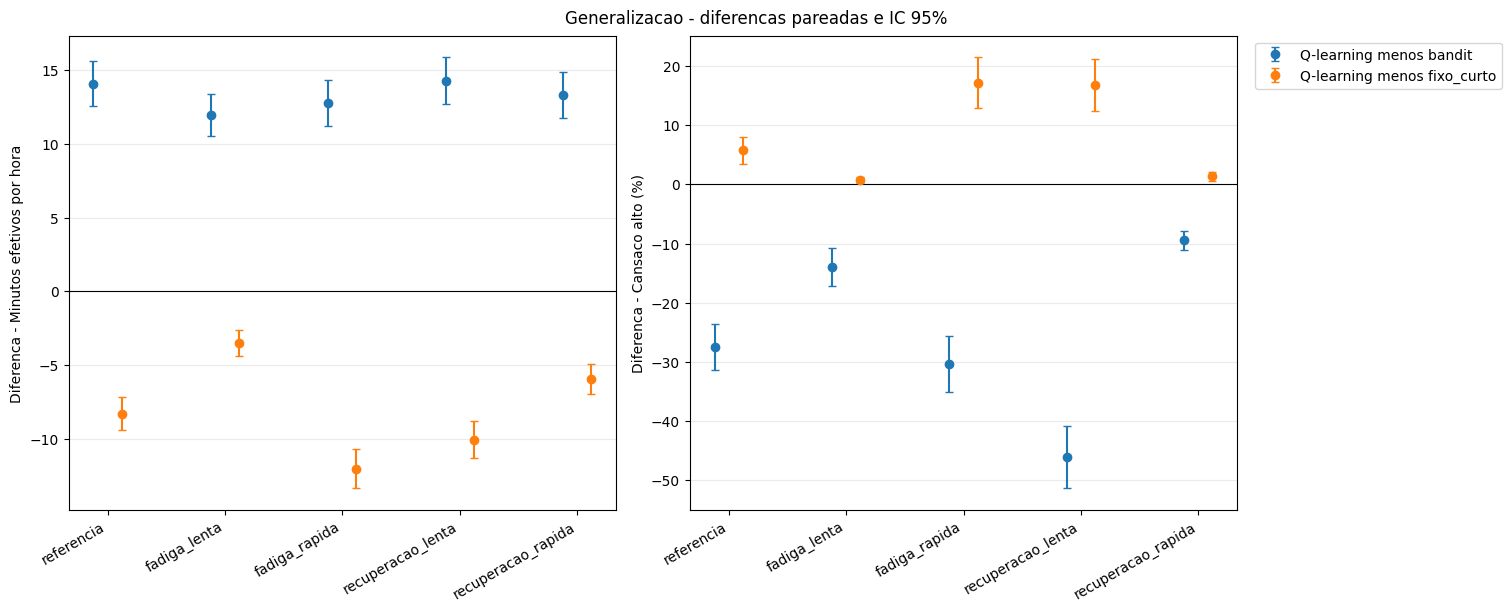 Generalizacao - diferencas pareadas e IC 95%
Diferenca - Minutos efetivos por hora
15
10
5
0
−5
−10
referencia
fadiga_lenta
fadiga_rapida
recuperacao_lenta
recuperacao_rapida
Diferenca - Cansaco alto (%)
20
10
0
−10
−20
−30
−40
−50
referencia
fadiga_lenta
fadiga_rapida
recuperacao_lenta
recuperacao_rapida
Q-learning menos bandit
Q-learning menos fixo_curto